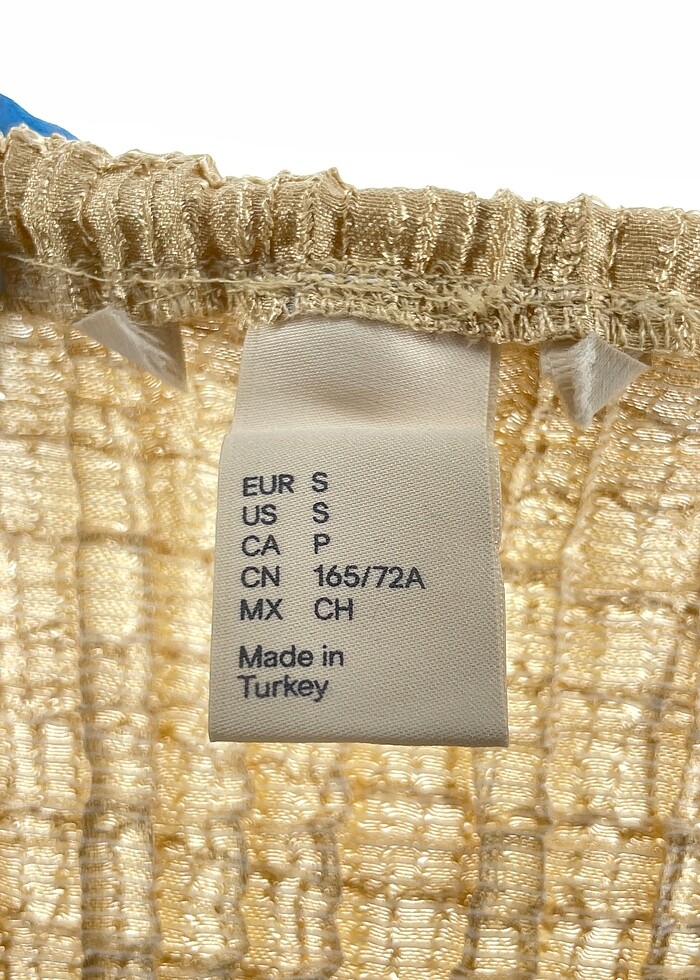 EUR S
US S
CA P
CN 165/72A
MX CH
Made in
Turkey